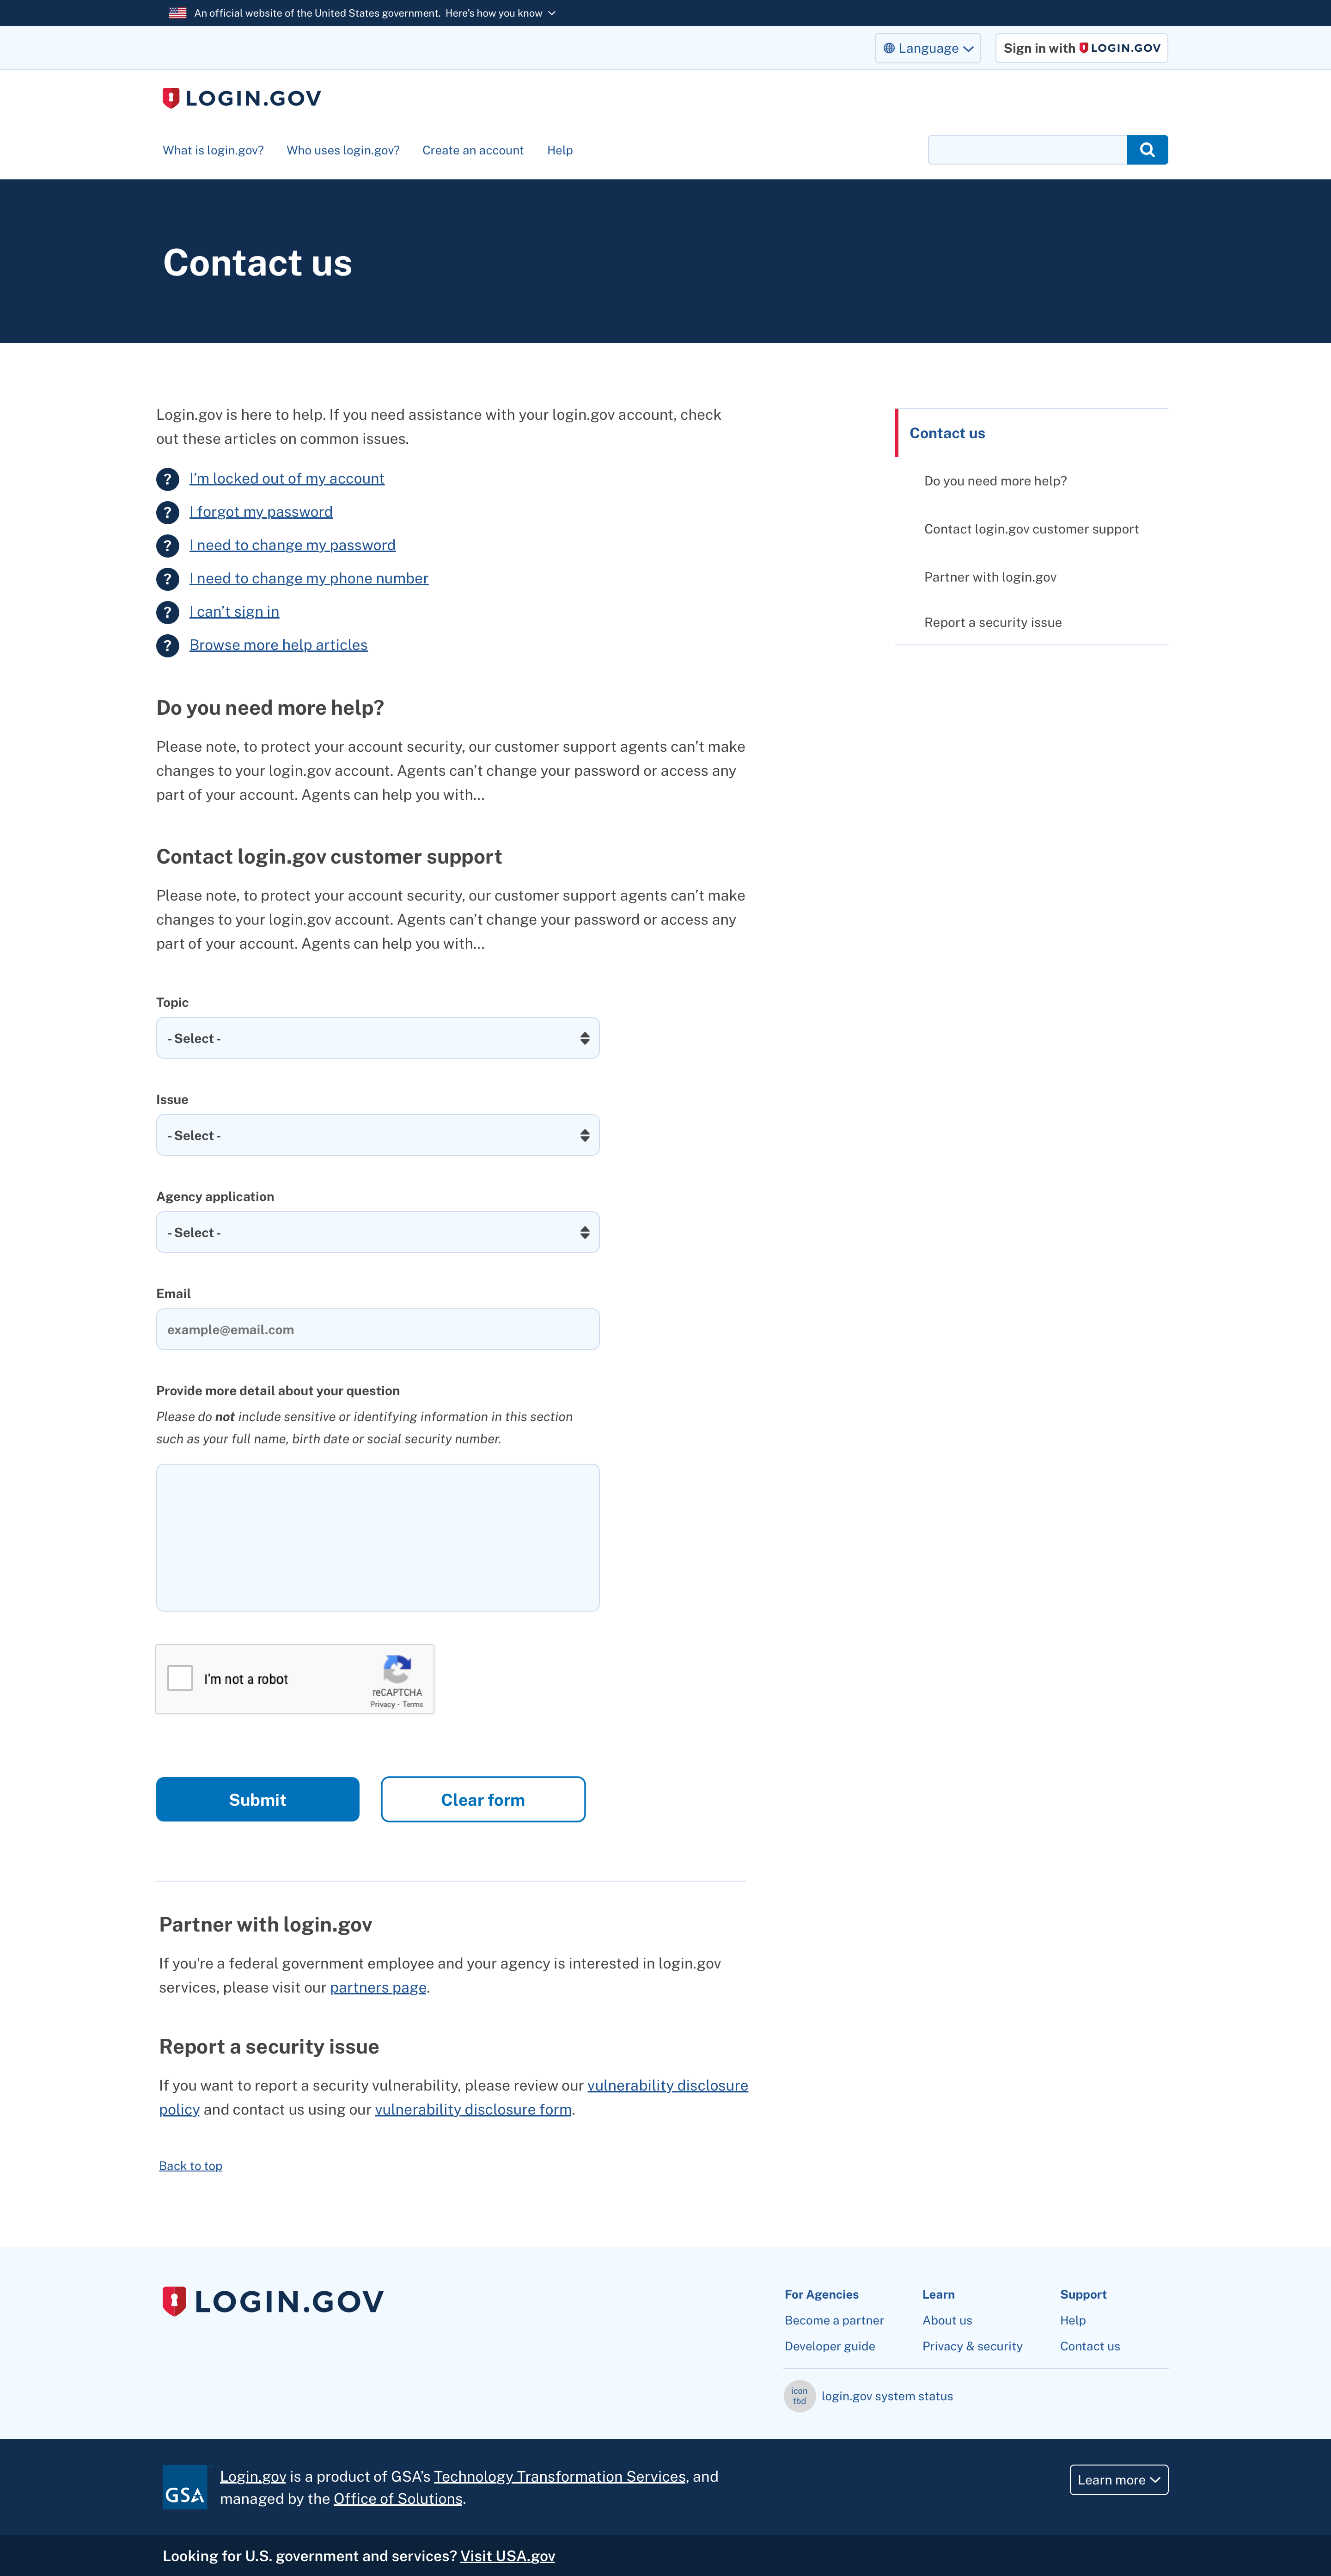 An official website of the United States government. Here's how you know
Language
Sign in with LOGIN.GOV
LOGIN.GOV
What is login.gov?
Who uses login.gov?
Create an account
Help
Contact us
Login.gov is here to help. If you need assistance with your login.gov account, check
out these articles on common issues.
? I'm locked out of my account
? I forgot my password
? I need to change my password
? I need to change my phone number
? I can't sign in
? Browse more help articles
Contact us
Do you need more help?
Contact login.gov customer support
Partner with login.gov
Report a security issue
Do you need more help?
Please note, to protect your account security, our customer support agents can't make
changes to your login.gov account. Agents can't change your password or access any
part of your account. Agents can help you with...
Contact login.gov customer support
Please note, to protect your account security, our customer support agents can't make
changes to your login.gov account. Agents can't change your password or access any
part of your account. Agents can help you with...
Topic
- Select -
Issue
- Select -
Agency application
- Select -
Email
example@email.com
Provide more detail about your question
Please do not include sensitive or identifying information in this section
such as your full name, birth date or social security number.
I'm not a robot
reCAPTCHA
Privacy - Terms
Submit
Clear form
Partner with login.gov
If you're a federal government employee and your agency is interested in login.gov
services, please visit our partners page.
Report a security issue
If you want to report a security vulnerability, please review our vulnerability disclosure
policy and contact us using our vulnerability disclosure form.
Back to top
LOGIN.GOV
For Agencies
Become a partner
Developer guide
Learn
About us
Privacy & security
Support
Help
Contact us
icon
tbd
login.gov system status
GSA
Login.gov is a product of GSA's Technology Transformation Services, and
managed by the Office of Solutions.
Learn more
Looking for U.S. government and services? Visit USA.gov